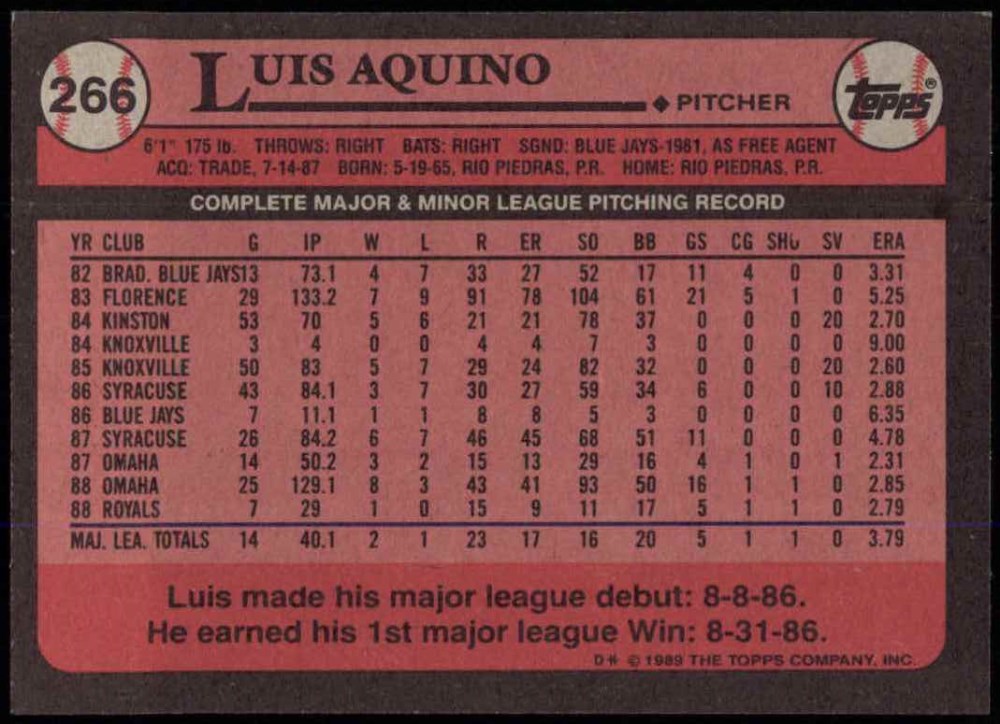 266
LUIS AQUINO
◆ PITCHER
TOPPS®
6'1" 175 lb. THROWS: RIGHT BATS: RIGHT SGND: BLUE JAYS-1981, AS FREE AGENT
ACQ: TRADE, 7-14-87 BORN: 5-19-65, RIO PIEDRAS, P.R. HOME: RIO PIEDRAS, P.R.
COMPLETE MAJOR & MINOR LEAGUE PITCHING RECORD
YR CLUB G IP W L R ER SO BB GS CG SHO SV ERA
82 BRAD. BLUE JAYS 13 73.1 4 7 33 27 52 17 11 4 0 0 3.31
83 FLORENCE 29 133.2 7 9 91 78 104 61 21 5 1 0 5.25
84 KINSTON 53 70 5 6 21 21 78 37 0 0 0 20 2.70
84 KNOXVILLE 3 4 0 0 4 4 7 3 0 0 0 0 9.00
85 KNOXVILLE 50 83 5 7 29 24 82 32 0 0 0 20 2.60
86 SYRACUSE 43 84.1 3 7 30 27 59 34 6 0 0 10 2.88
86 BLUE JAYS 7 11.1 1 1 8 8 5 3 0 0 0 0 6.35
87 SYRACUSE 26 84.2 6 7 46 45 68 51 11 0 0 0 4.78
87 OMAHA 14 50.2 3 2 15 13 29 16 4 1 0 1 2.31
88 OMAHA 25 129.1 8 3 43 41 93 50 16 1 1 0 2.85
88 ROYALS 7 29 1 0 15 9 11 17 5 1 1 0 2.79
MAJ. LEA. TOTALS 14 40.1 2 1 23 17 16 20 5 1 1 0 3.79
Luis made his major league debut: 8-8-86.
He earned his 1st major league Win: 8-31-86.
D* © 1989 THE TOPPS COMPANY, INC.